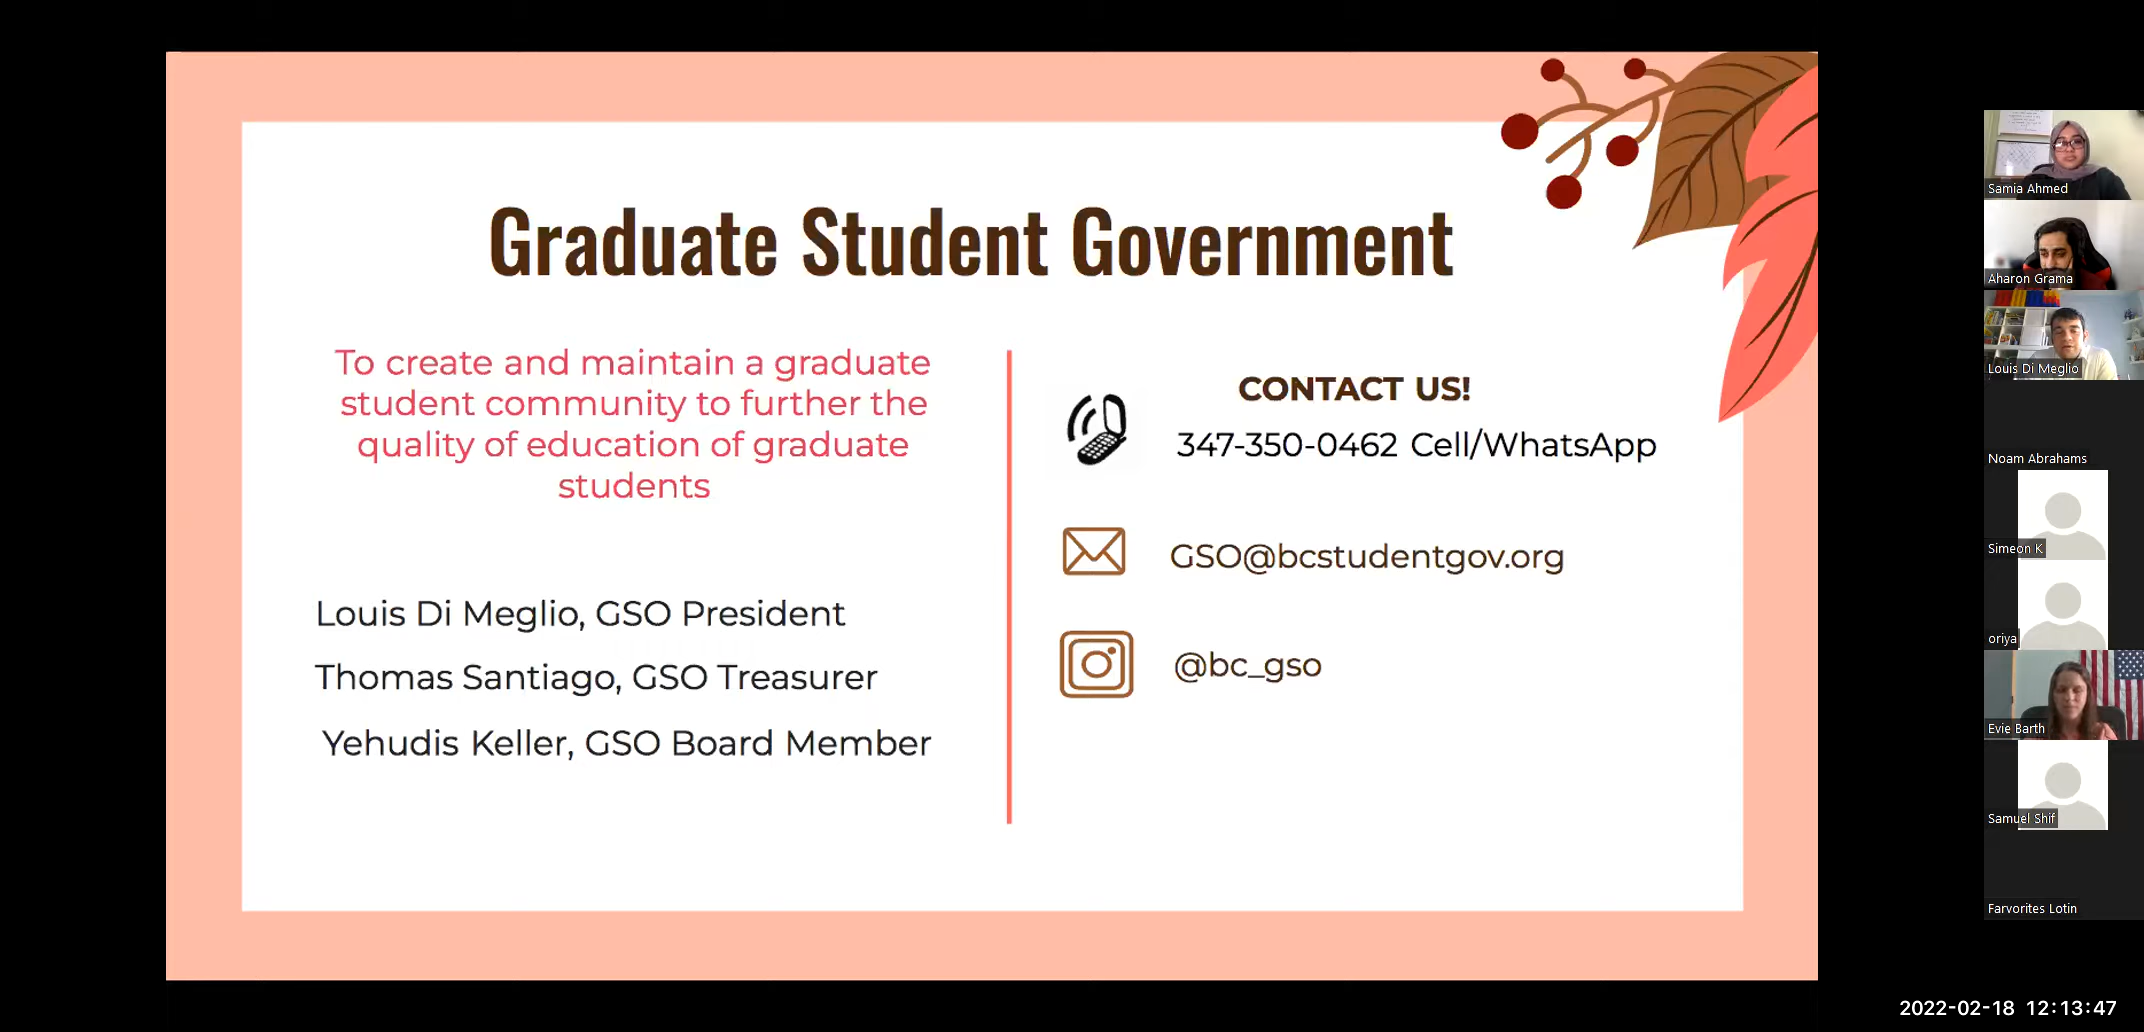 Graduate Student Government
To create and maintain a graduate
student community to further the
quality of education of graduate
students
Louis Di Meglio, GSO President
Thomas Santiago, GSO Treasurer
Yehudis Keller, GSO Board Member
CONTACT US!
347-350-0462 Cell/WhatsApp
GSO@bcstudentgov.org
@bc_gso
Samia Ahmed
Aharon Grama
Louis Di Meglio
Noam Abrahams
Simeon K
oriya
Evie Barth
Samuel Shif
Farvorites Lotin
2022-02-18 12:13:47